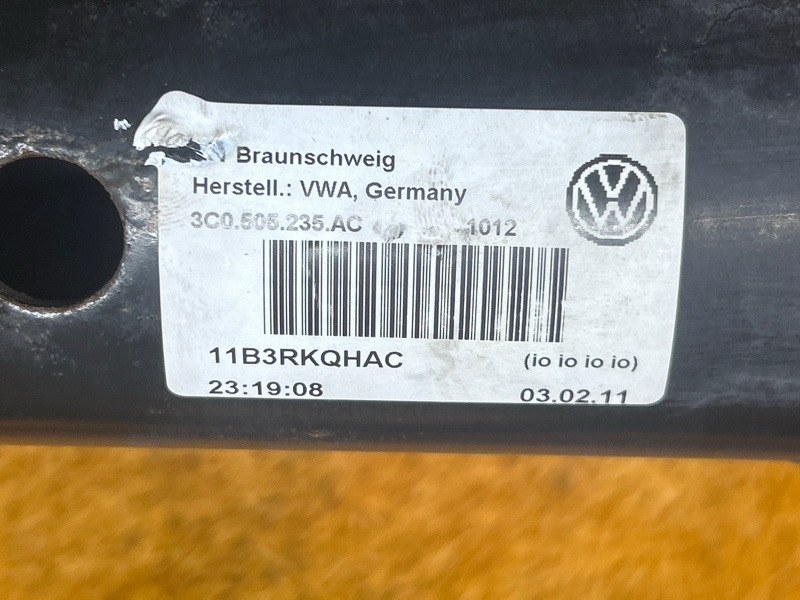 Braunschweig
Herstell.: VWA, Germany
3C0.505.235.AC 1012
11B3RKQHAC (io io io io)
23:19:08 03.02.11